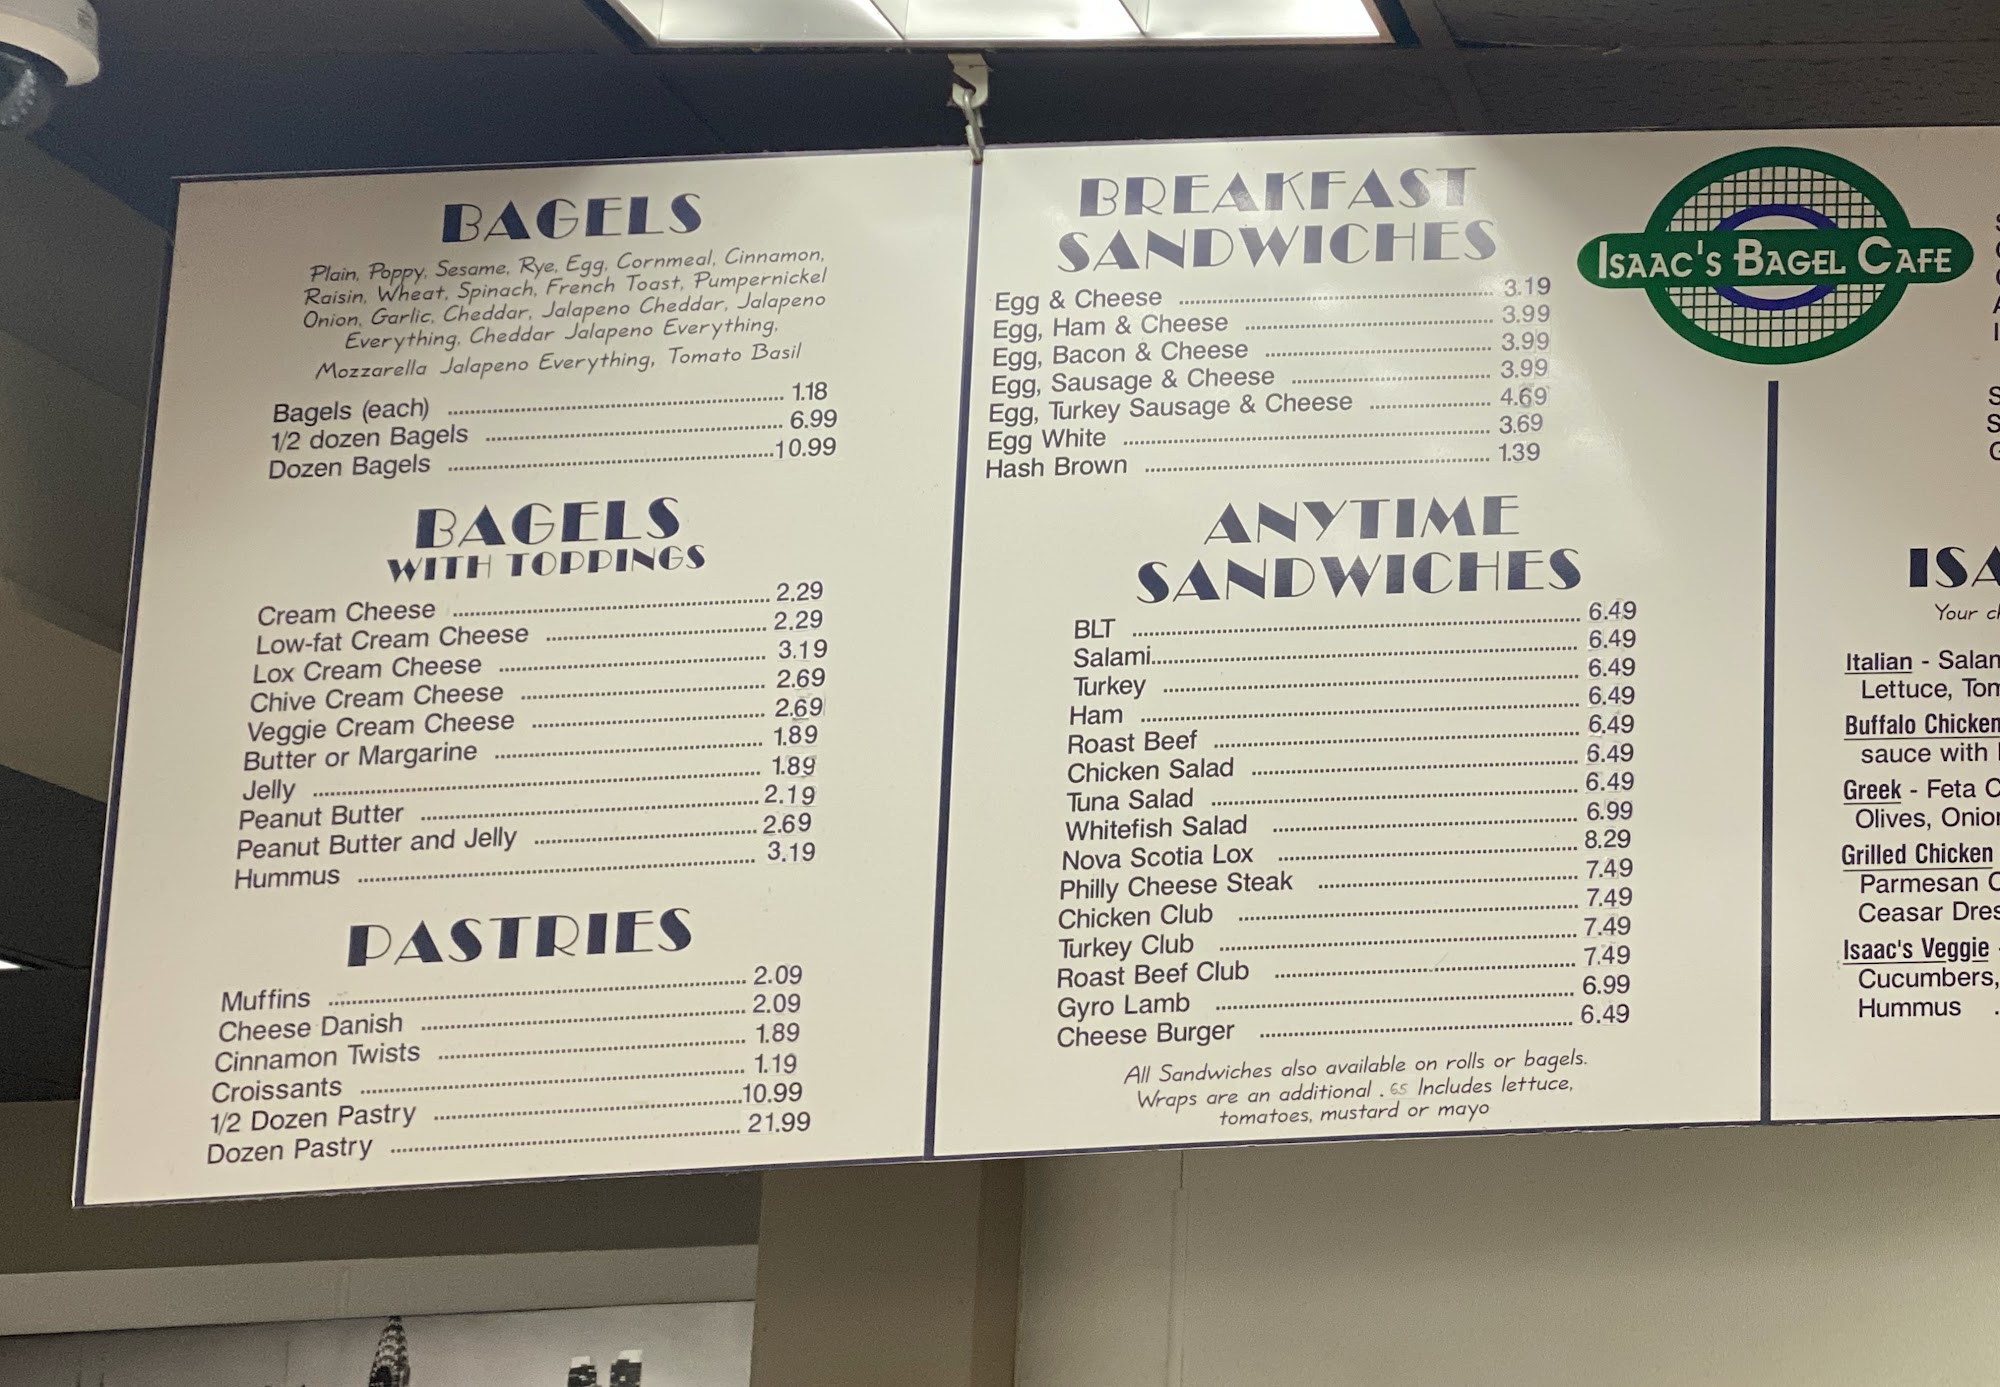 BAGELS
Plain, Poppy, Sesame, Rye, Egg, Cornmeal, Cinnamon,
Raisin, Wheat, Spinach, French Toast, Pumpernickel
Onion, Garlic, Cheddar, Jalapeno Cheddar, Jalapeno
Everything, Cheddar Jalapeno Everything,
Mozzarella Jalapeno Everything, Tomato Basil
Bagels (each) 1.18
1/2 dozen Bagels 6.99
Dozen Bagels 10.99
BAGELS
WITH TOPPINGS
Cream Cheese 2.29
Low-fat Cream Cheese 2.29
Lox Cream Cheese 3.19
Chive Cream Cheese 2.69
Veggie Cream Cheese 2.69
Butter or Margarine 1.89
Jelly 1.89
Peanut Butter 2.19
Peanut Butter and Jelly 2.69
Hummus 3.19
PASTRIES
Muffins 2.09
Cheese Danish 2.09
Cinnamon Twists 1.89
Croissants 1.19
1/2 Dozen Pastry 10.99
Dozen Pastry 21.99
BREAKFAST
SANDWICHES
Egg & Cheese 3.19
Egg, Ham & Cheese 3.99
Egg, Bacon & Cheese 3.99
Egg, Sausage & Cheese 3.99
Egg, Turkey Sausage & Cheese 4.69
Egg White 3.69
Hash Brown 1.39
ANYTIME
SANDWICHES
BLT 6.49
Salami 6.49
Turkey 6.49
Ham 6.49
Roast Beef 6.49
Chicken Salad 6.49
Tuna Salad 6.49
Whitefish Salad 6.99
Nova Scotia Lox 8.29
Philly Cheese Steak 7.49
Chicken Club 7.49
Turkey Club 7.49
Roast Beef Club 7.49
Gyro Lamb 6.99
Cheese Burger 6.49
All Sandwiches also available on rolls or bagels.
Wraps are an additional .65 Includes lettuce,
tomatoes, mustard or mayo
ISAAC'S BAGEL CAFE
ISA
Your
Italian - Salam
Lettuce, Tom
Buffalo Chicken
sauce with
Greek - Feta C
Olives, Onion
Grilled Chicken
Parmesan C
Ceasar Dres
Isaac's Veggie
Cucumbers,
Hummus